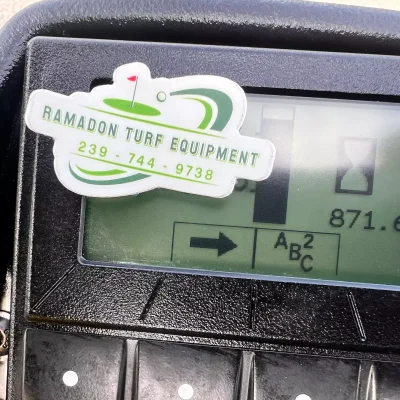 RAMADON TURF EQUIPMENT
239 - 744 - 9738
871.6
ABC2